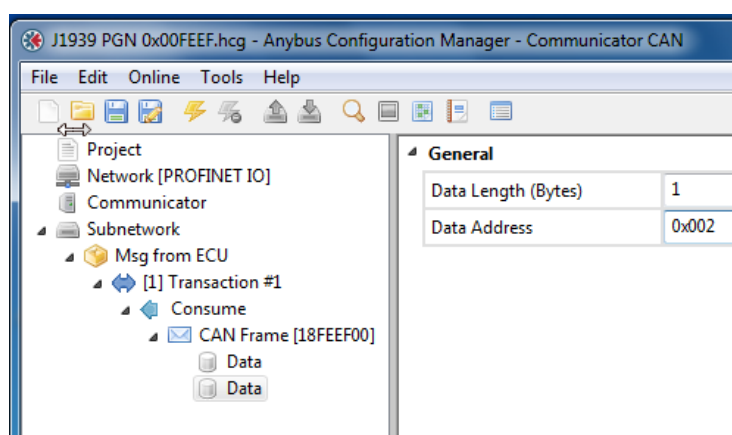 J1939 PGN 0x00FEEF.hcg - Anybus Configuration Manager - Communicator CAN
File Edit Online Tools Help
Project
Network [PROFINET IO]
Communicator
Subnetwork
Msg from ECU
[1] Transaction #1
Consume
CAN Frame [18FEEF00]
Data
Data
General
Data Length (Bytes) 1
Data Address 0x002